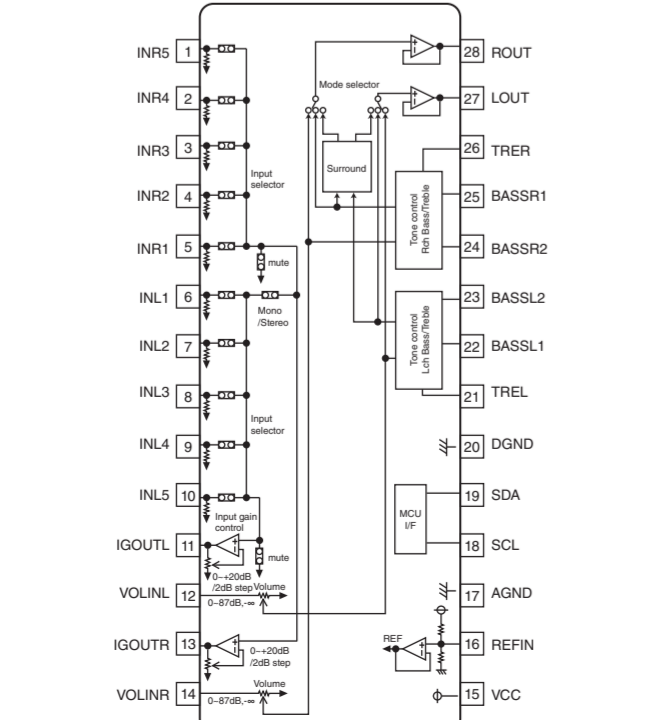 INR5 1
INR4 2
INR3 3
INR2 4
INR1 5
INL1 6
INL2 7
INL3 8
INL4 9
INL5 10
IGOUTL 11
VOLINL 12
IGOUTR 13
VOLINR 14
Input
selector
mute
Mono
/Stereo
Input
selector
Input gain
control
mute
0~+20dB
/2dB step
Volume
0~87dB,-∞
0~+20dB
/2dB step
Volume
0~87dB,-∞
Mode selector
Surround
Tone control
Rch Bass/Treble
Tone control
Lch Bass/Treble
MCU
I/F
REF
28 ROUT
27 LOUT
26 TRER
25 BASSR1
24 BASSR2
23 BASSL2
22 BASSL1
21 TREL
20 DGND
19 SDA
18 SCL
17 AGND
16 REFIN
15 VCC